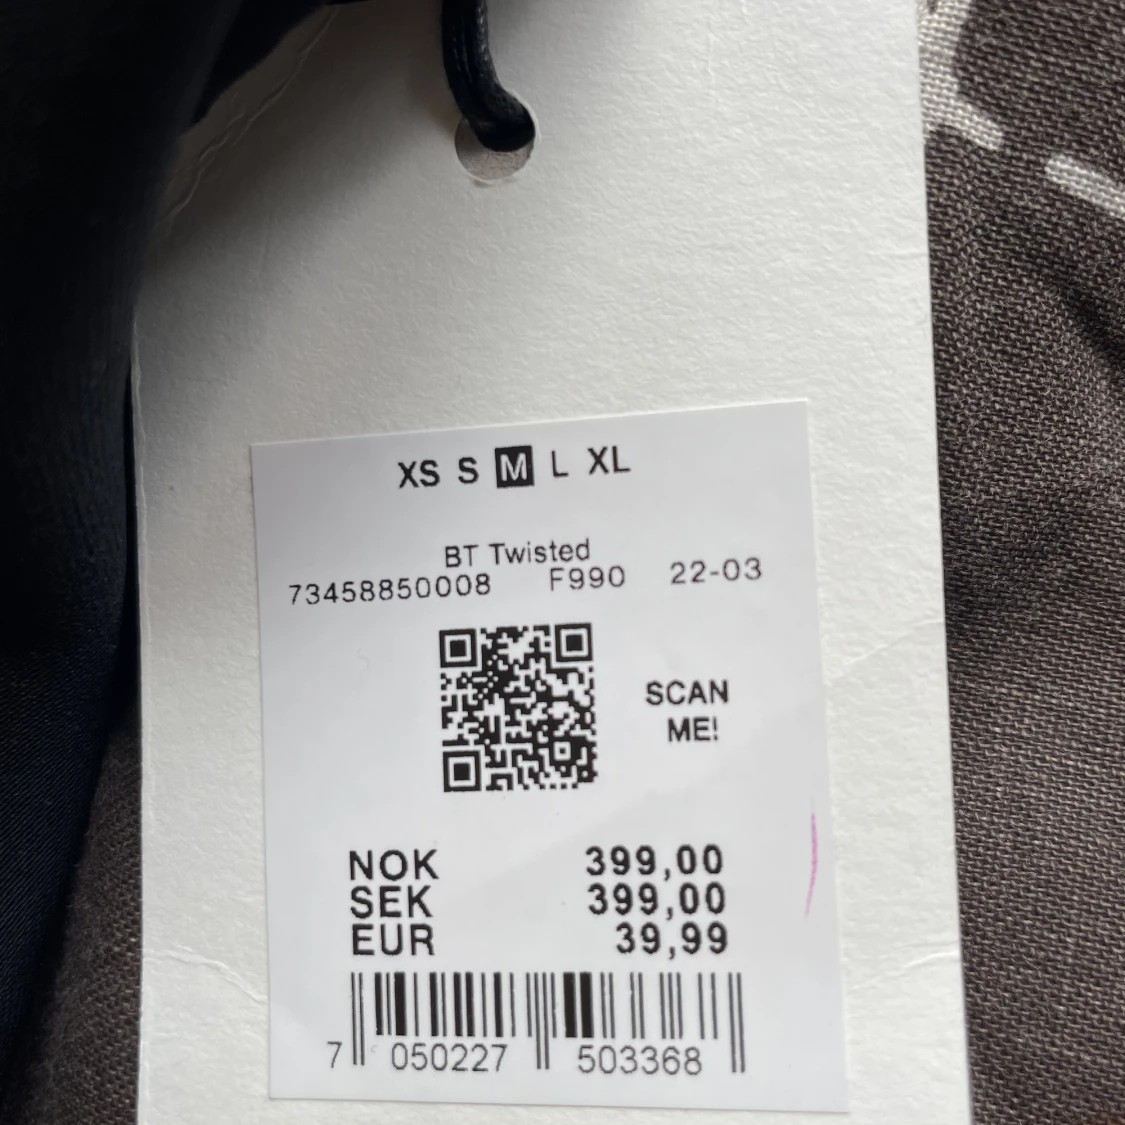 XS S M L XL
BT Twisted
73458850008 F990 22-03
SCAN
ME!
NOK 399,00
SEK 399,00
EUR 39,99
7 050227 503368